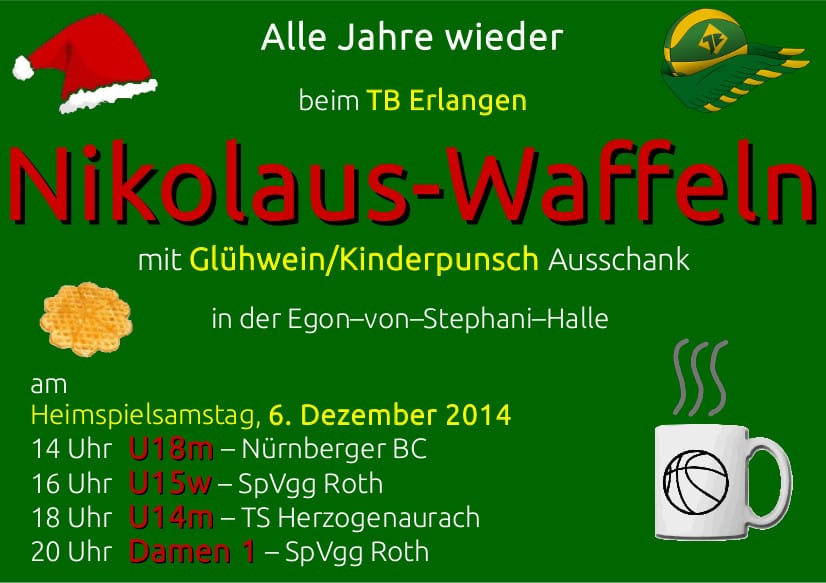 Alle Jahre wieder
TB
beim TB Erlangen
Nikolaus-Waffeln
mit Glühwein/Kinderpunsch Ausschank
in der Egon–von–Stephani–Halle
am
Heimspielsamstag, 6. Dezember 2014
14 Uhr U18m – Nürnberger BC
16 Uhr U15w – SpVgg Roth
18 Uhr U14m – TS Herzogenaurach
20 Uhr Damen 1 – SpVgg Roth